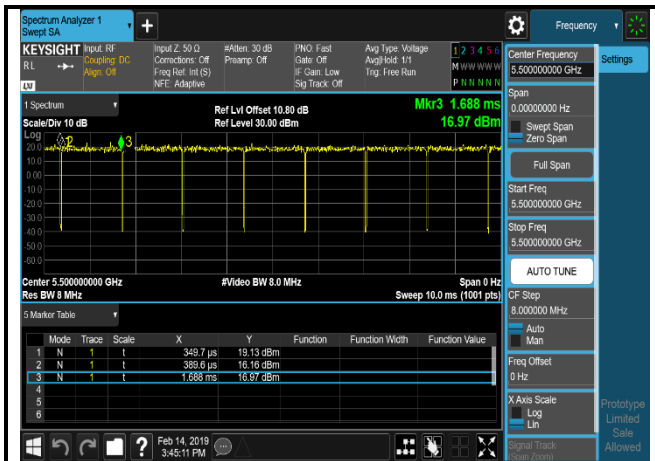 Spectrum Analyzer 1
Swept SA
Frequency
KEYSIGHT
RL
LXI
Input: RF
Coupling: DC
Align: Off
Input Z: 50 Ω
Corrections: Off
Freq Ref: Int (S)
NFE: Adaptive
#Atten: 30 dB
Preamp: Off
PNO: Fast
Gate: Off
IF Gain: Low
Sig Track: Off
Avg Type: Voltage
Avg|Hold: 1/1
Trig: Free Run
1 2 3 4 5 6
M W W W W W
P N N N N N
1 Spectrum
Scale/Div 10 dB
Ref Lvl Offset 10.80 dB
Ref Level 30.00 dBm
Mkr3 1.688 ms
16.97 dBm
Log
20.0
10.0
0.00
-10.0
-20.0
-30.0
-40.0
-50.0
-60.0
2
3
Center 5.500000000 GHz
Res BW 8 MHz
#Video BW 8.0 MHz
Span 0 Hz
Sweep 10.0 ms (1001 pts)
5 Marker Table
Mode Trace Scale X Y Function Function Width Function Value
1 N 1 t 349.7 µs 19.13 dBm
2 N 1 t 389.6 µs 16.16 dBm
3 N 1 t 1.688 ms 16.97 dBm
4
5
6
Feb 14, 2019
3:45:11 PM
Center Frequency
5.500000000 GHz
Settings
Span
0.00000000 Hz
Swept Span
Zero Span
Full Span
Start Freq
5.500000000 GHz
Stop Freq
5.500000000 GHz
AUTO TUNE
CF Step
8.000000 MHz
Auto
Man
Freq Offset
0 Hz
X Axis Scale
Log
Lin
Signal Track
(Span Zoom)
Prototype
Limited
Sale
Allowed